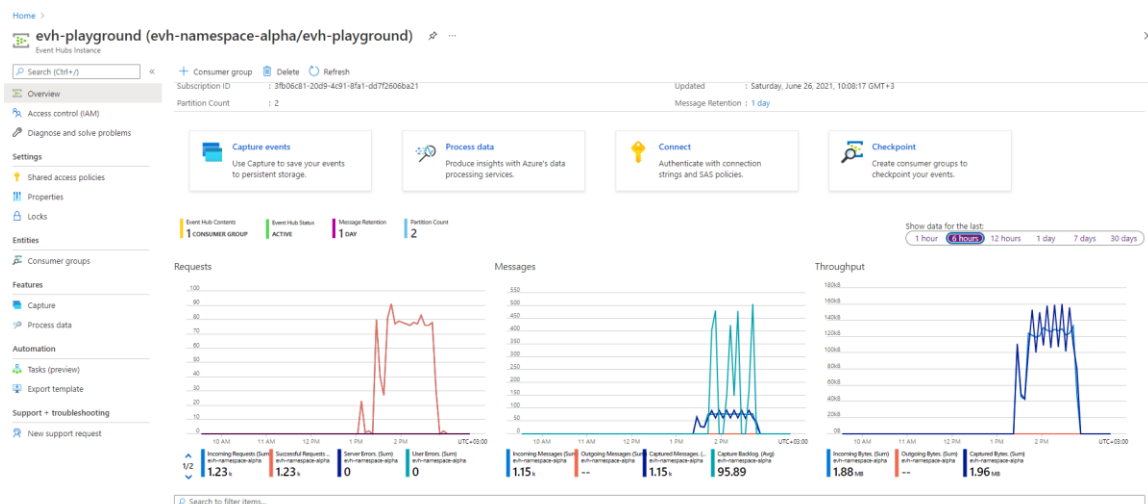 Home >
evh-playground (evh-namespace-alpha/evh-playground) ...
Event Hubs Instance
Search (Ctrl+/) «
+ Consumer group Delete Refresh
Overview
Access control (IAM)
Diagnose and solve problems
Settings
Shared access policies
Properties
Locks
Entities
Consumer groups
Features
Capture
Process data
Automation
Tasks (preview)
Export template
Support + troubleshooting
New support request
Subscription ID : 3fb06c81-20d9-4c91-8fa1-dd7f2606ba21
Partition Count : 2
Updated : Saturday, June 26, 2021, 10:08:17 GMT+3
Message Retention : 1 day
Capture events
Use Capture to save your events
to persistent storage.
Process data
Produce insights with Azure's data
processing services.
Connect
Authenticate with connection
strings and SAS policies.
Checkpoint
Create consumer groups to
checkpoint your events.
Event Hub Contents
1 CONSUMER GROUP
Event Hub Status
ACTIVE
Message Retention
1 DAY
Partition Count
2
Show data for the last:
1 hour 6 hours 12 hours 1 day 7 days 30 days
Requests
100
90
80
70
60
50
40
30
20
10
0
10 AM 11 AM 12 PM 1 PM 2 PM UTC+03:00
1/2
Incoming Requests (Sum)
evh-namespace-alpha
1.23 k
Successful Requests ...
evh-namespace-alpha
1.23 k
Server Errors. (Sum)
evh-namespace-alpha
0
User Errors. (Sum)
evh-namespace-alpha
0
Messages
550
500
450
400
350
300
250
200
150
100
50
0
10 AM 11 AM 12 PM 1 PM 2 PM UTC+03:00
Incoming Messages (Sum)
evh-namespace-alpha
1.15 k
Outgoing Messages (Sum)
evh-namespace-alpha
--
Captured Messages. (...
evh-namespace-alpha
1.15 k
Capture Backlog. (Avg)
evh-namespace-alpha
95.89
Throughput
180kB
160kB
140kB
120kB
100kB
80kB
60kB
40kB
20kB
0B
10 AM 11 AM 12 PM 1 PM 2 PM UTC+03:00
Incoming Bytes. (Sum)
evh-namespace-alpha
1.88 MB
Outgoing Bytes. (Sum)
evh-namespace-alpha
--
Captured Bytes. (Sum)
evh-namespace-alpha
1.96 MB
Search to filter items...